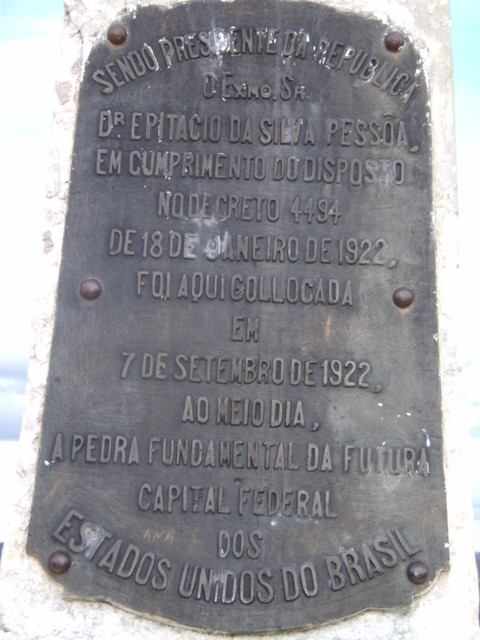 SENDO PRESIDENTE DA REPUBLICA
O EXMO. SR.
DR. EPITACIO DA SILVA PESSÔA,
EM CUMPRIMENTO DO DISPOSTO
NO DECRETO 4494
DE 18 DE JANEIRO DE 1922,
FOI AQUI COLLOCADA
EM
7 DE SETEMBRO DE 1922,
AO MEIO DIA,
A PEDRA FUNDAMENTAL DA FUTURA
CAPITAL FEDERAL
ANA
DOS
ESTADOS UNIDOS DO BRASIL